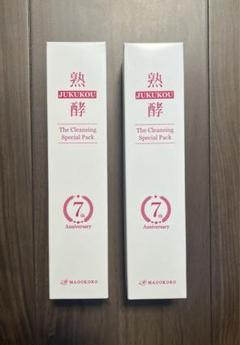 熟
JUKUKOU
酵
The Cleansing
Special Pack
7th
Anniversary
MAGOKORO
熟
JUKUKOU
酵
The Cleansing
Special Pack
7th
Anniversary
MAGOKORO